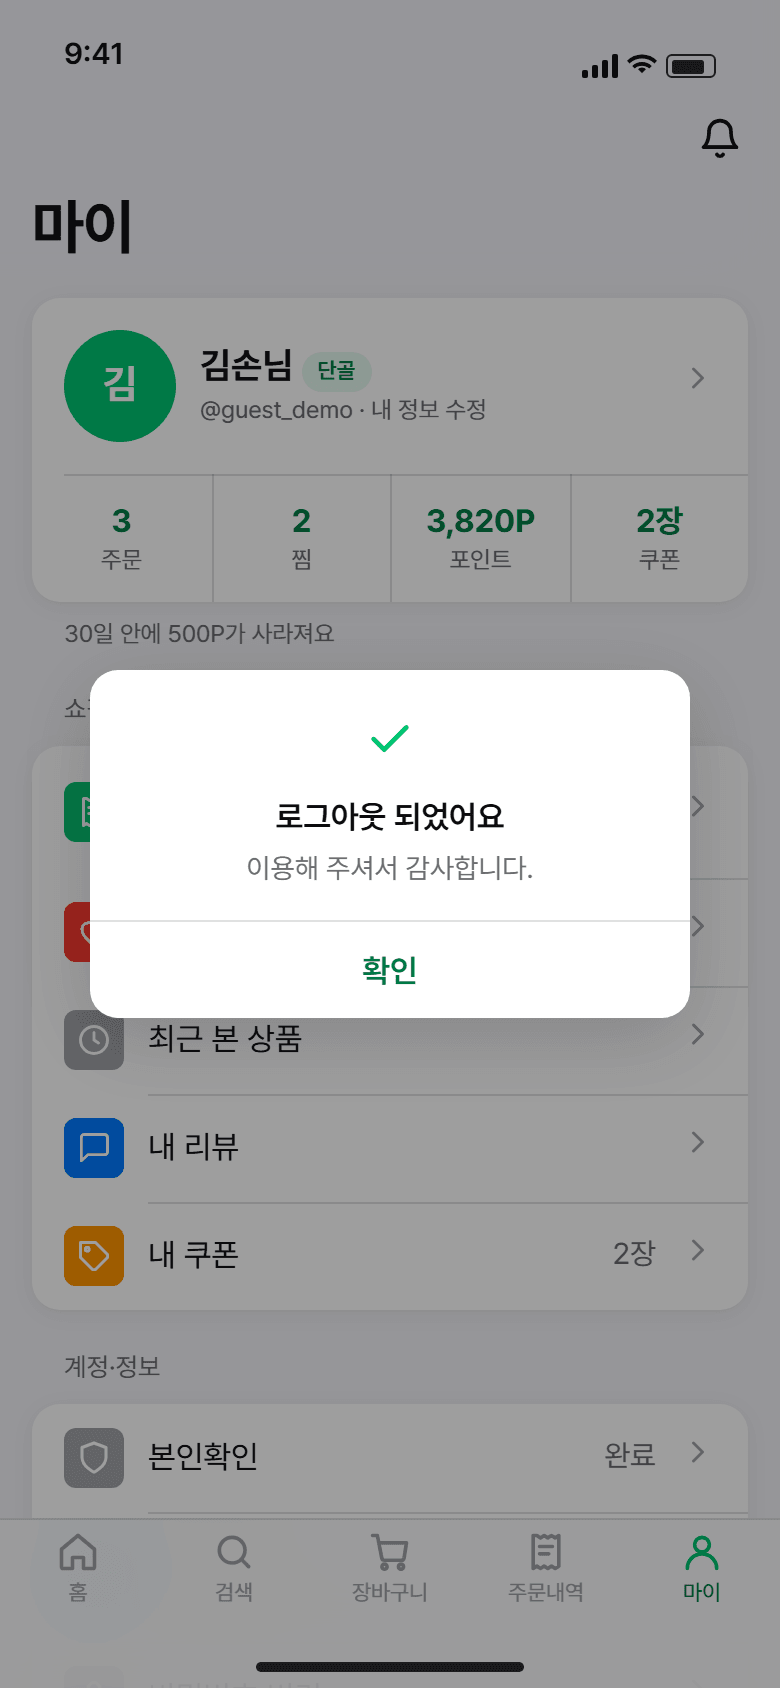 9:41
마이
김
김손님 단골
@guest_demo · 내 정보 수정
3 2 3,820P 2장
주문 찜 포인트 쿠폰
30일 안에 500P가 사라져요
로그아웃 되었어요
이용해 주셔서 감사합니다.
확인
최근 본 상품
내 리뷰
내 쿠폰 2장
계정·정보
본인확인 완료
홈 검색 장바구니 주문내역 마이